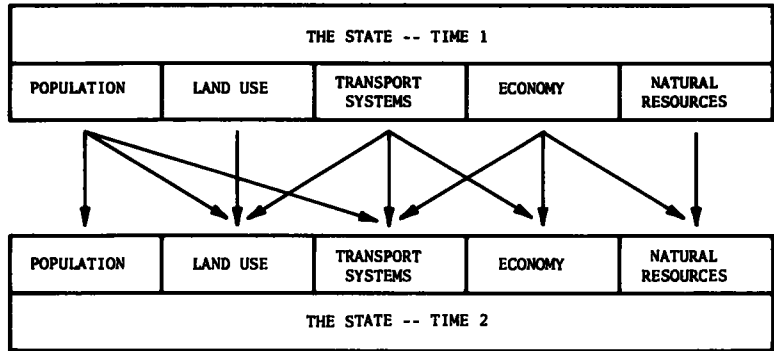 THE STATE -- TIME 1
POPULATION
LAND USE
TRANSPORT
SYSTEMS
ECONOMY
NATURAL
RESOURCES
POPULATION
LAND USE
TRANSPORT
SYSTEMS
ECONOMY
NATURAL
RESOURCES
THE STATE -- TIME 2